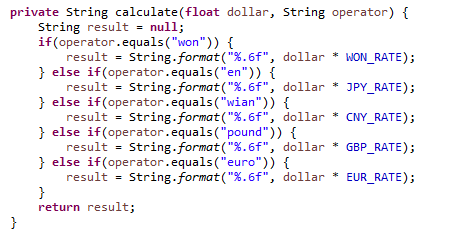 private String calculate(float dollar, String operator) {
    String result = null;
    if(operator.equals("won")) {
        result = String.format("%.6f", dollar * WON_RATE);
    } else if(operator.equals("en")) {
        result = String.format("%.6f", dollar * JPY_RATE);
    } else if(operator.equals("wian")) {
        result = String.format("%.6f", dollar * CNY_RATE);
    } else if(operator.equals("pound")) {
        result = String.format("%.6f", dollar * GBP_RATE);
    } else if(operator.equals("euro")) {
        result = String.format("%.6f", dollar * EUR_RATE);
    }
    return result;
}